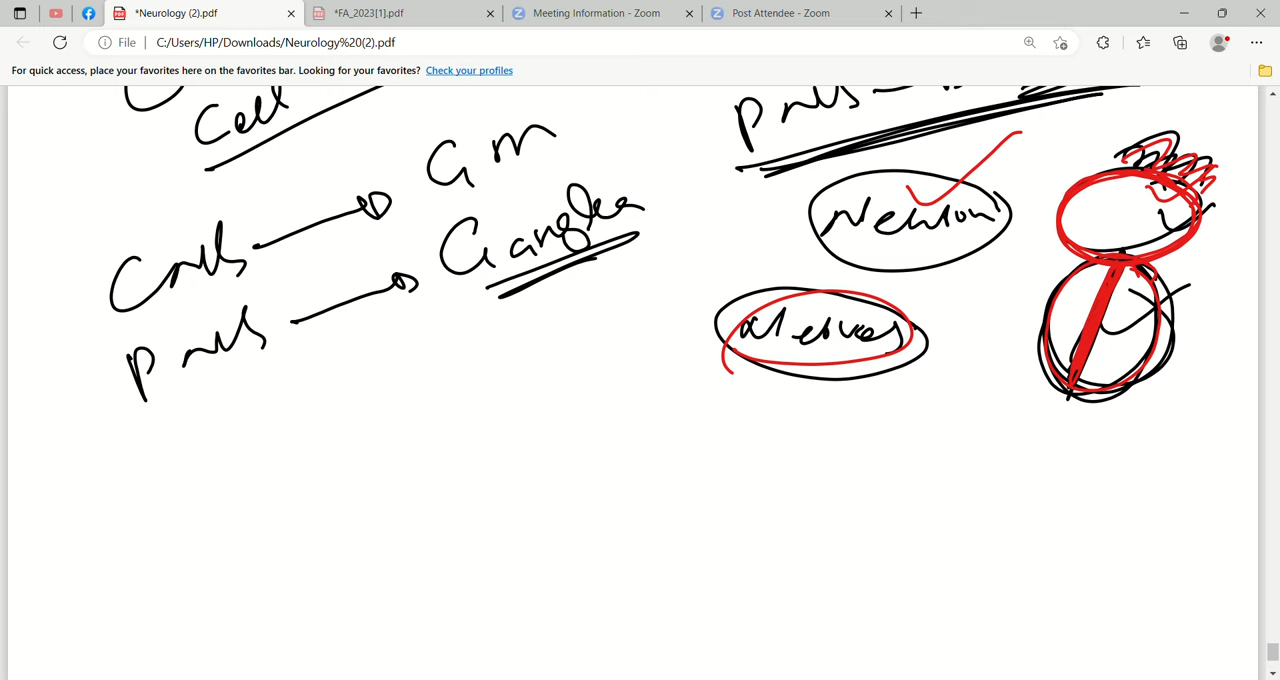 *Neurology (2).pdf
*FA_2023[1].pdf
Meeting Information - Zoom
Post Attendee - Zoom
File
C:/Users/HP/Downloads/Neurology%20(2).pdf
For quick access, place your favorites here on the favorites bar. Looking for your favorites? Check your profiles
Cell
PNS
GM
CNS
Ganglia
PNS
Neuron
Nerves